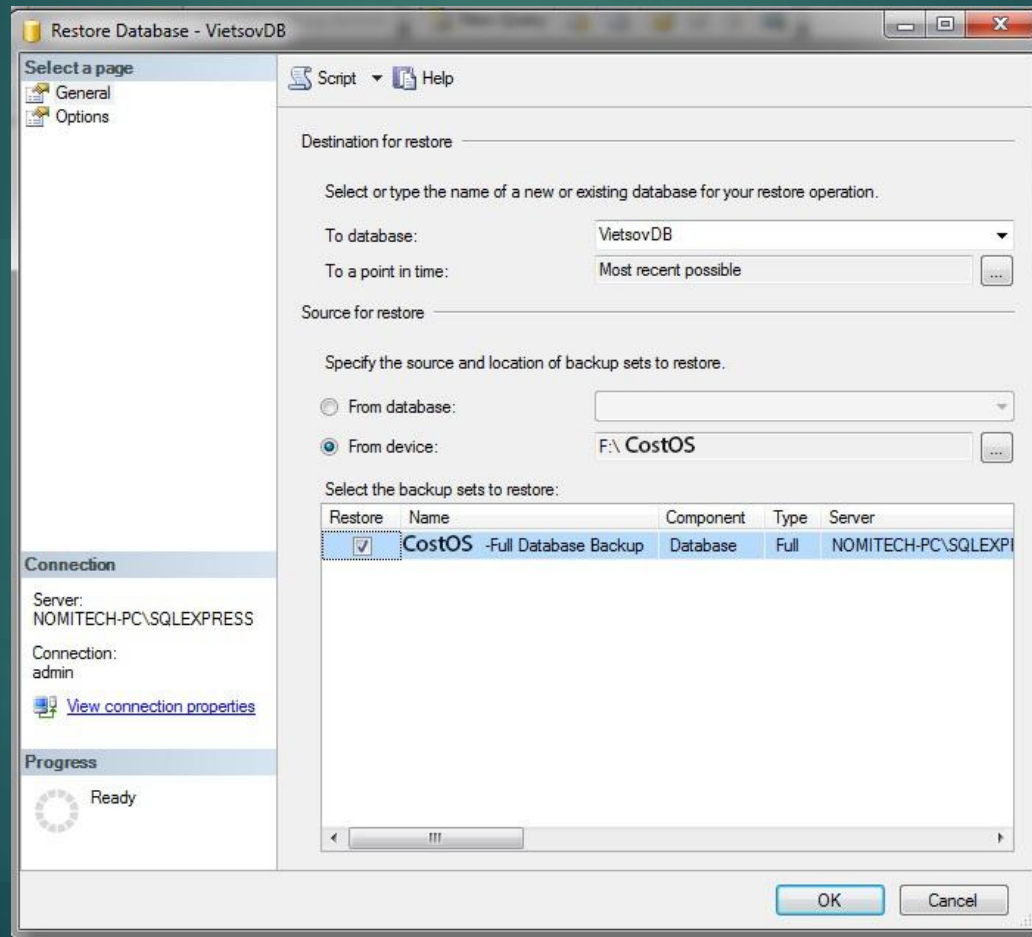 Restore Database - VietsovDB
Select a page
General
Options
Script
Help
Destination for restore
Select or type the name of a new or existing database for your restore operation.
To database:
VietsovDB
To a point in time:
Most recent possible
...
Source for restore
Specify the source and location of backup sets to restore.
From database:
From device:
F:\ CostOS
...
Select the backup sets to restore:
Restore Name Component Type Server
CostOS -Full Database Backup Database Full NOMITECH-PC\SQLEXP
Connection
Server:
NOMITECH-PC\SQLEXPRESS
Connection:
admin
View connection properties
Progress
Ready
OK
Cancel